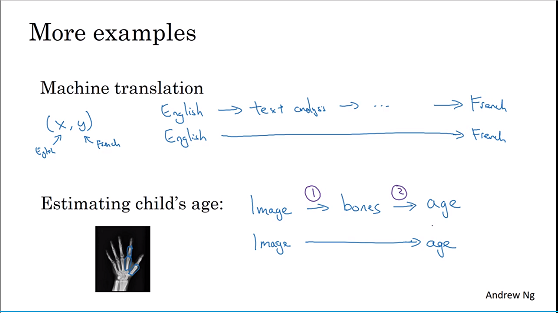 More examples
Machine translation
English → text analysis → ... → French
(x, y)
English French
English → French
Estimating child's age:
Image → ① bones → ② age
Image → age
Andrew Ng